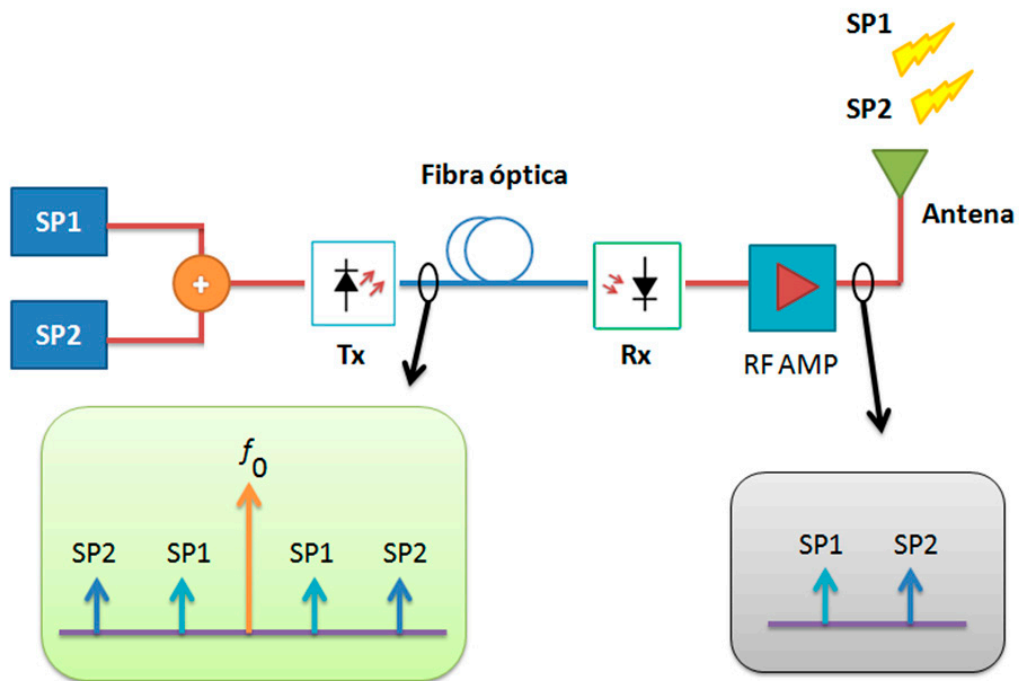 SP1
SP2
Fibra óptica
Antena
SP1
SP2
+
Tx
Rx
RF AMP
f0
SP2
SP1
SP1
SP2
SP1
SP2